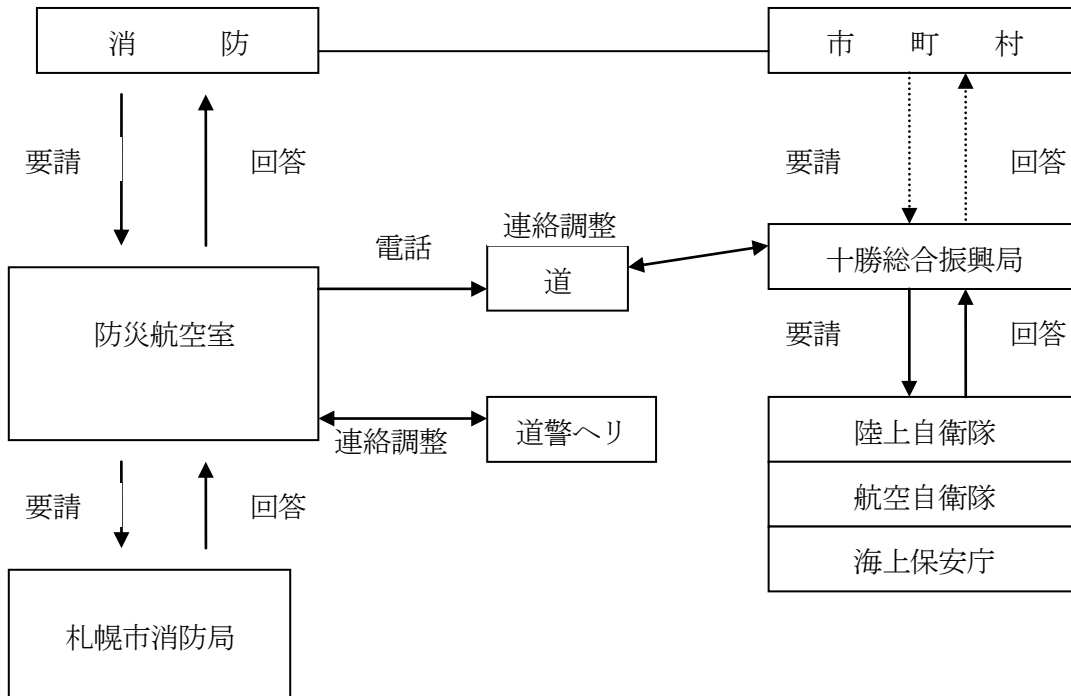 消　　防
市　町　村
要請
回答
要請
回答
電話
連絡調整
道
十勝総合振興局
防災航空室
要請
回答
連絡調整
道警ヘリ
陸上自衛隊
航空自衛隊
海上保安庁
要請
回答
札幌市消防局